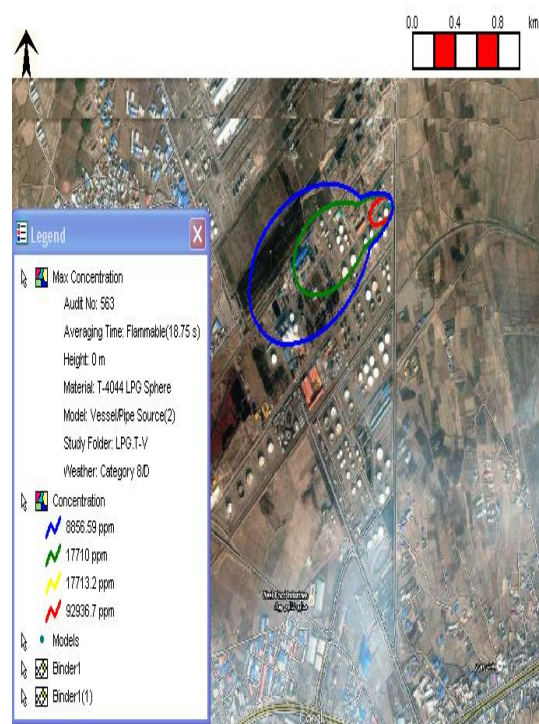 0.0 0.4 0.8 km
Legend
Max Concentration
Audit No: 563
Averaging Time: Flammable(18.75 s)
Height: 0 m
Material: T-4044 LPG Sphere
Model: Vessel/Pipe Source(2)
Study Folder: LPG.T-V
Weather: Category 8/D
Concentration
8856.59 ppm
17710 ppm
17713.2 ppm
92936.7 ppm
Models
Binder1
Binder1(1)